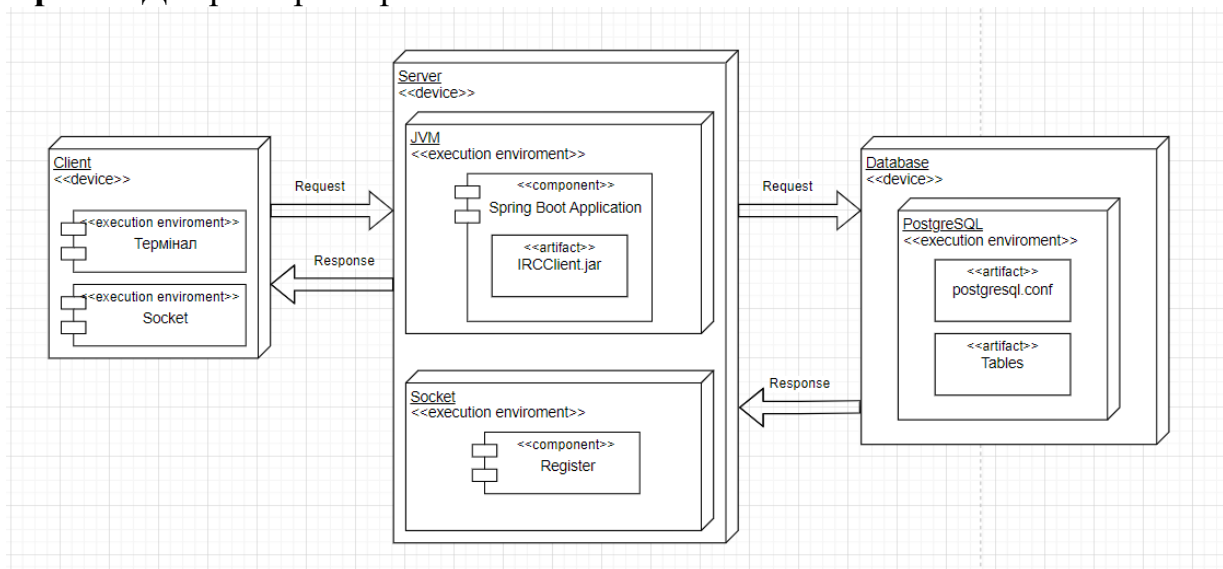 Client
<<device>>
<<execution enviroment>>
Термінал
<<execution enviroment>>
Socket
Request
Response
Server
<<device>>
JVM
<<execution enviroment>>
<<component>>
Spring Boot Application
<<artifact>>
IRCClient.jar
Socket
<<execution enviroment>>
<<component>>
Register
Request
Response
Database
<<device>>
PostgreSQL
<<execution enviroment>>
<<artifact>>
postgresql.conf
<<artifact>>
Tables